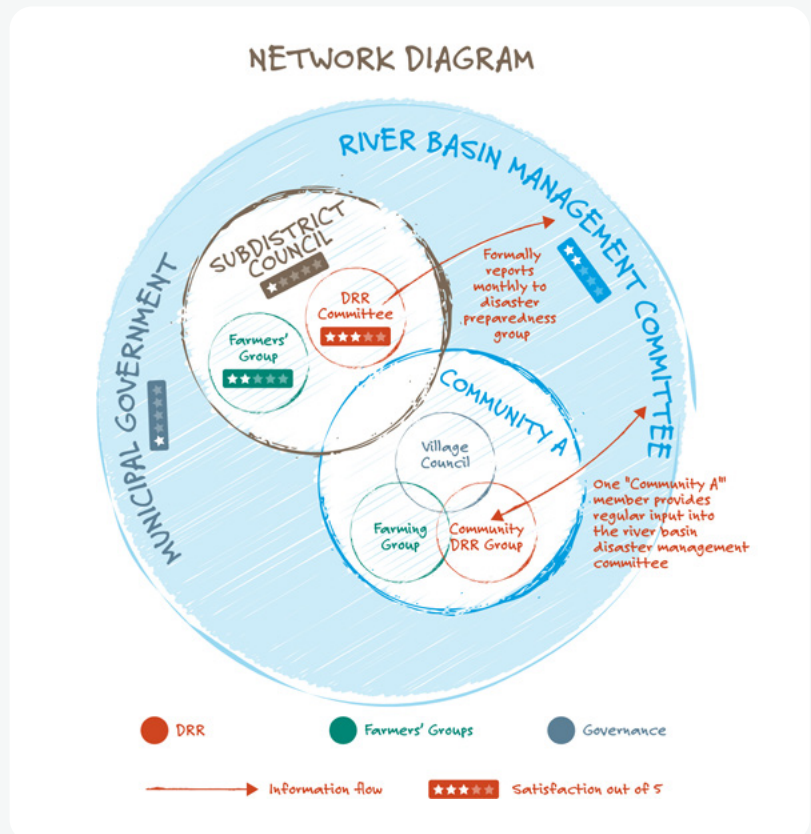 NETWORK DIAGRAM
RIVER BASIN MANAGEMENT COMMITTEE
SUBDISTRICT
COUNCIL
MUNICIPAL GOVERNMENT
DRR
Committee
Farmers'
Group
Formally
reports
monthly to
disaster
preparedness
group
COMMUNITY A
Village
Council
Farming
Group
Community
DRR Group
One "Community A"'
member provides
regular input into
the river basin
disaster management
committee
DRR
Farmers' Groups
Governance
Information flow
Satisfaction out of 5